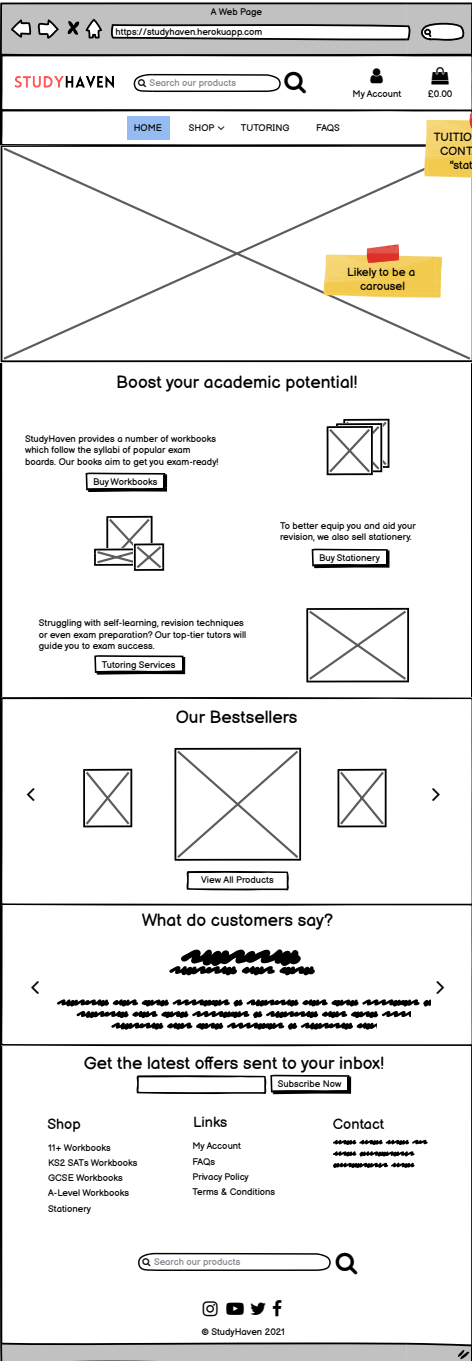 A Web Page
https://studyhaven.herokuapp.com
STUDYHAVEN
Search our products
My Account
£0.00
HOME
SHOP
TUTORING
FAQS
TUITIO
CONT
"stat
Likely to be a
carousel
Boost your academic potential!
StudyHaven provides a number of workbooks
which follow the syllabi of popular exam
boards. Our books aim to get you exam-ready!
Buy Workbooks
To better equip you and aid your
revision, we also sell stationery.
Buy Stationery
Struggling with self-learning, revision techniques
or even exam preparation? Our top-tier tutors will
guide you to exam success.
Tutoring Services
Our Bestsellers
View All Products
What do customers say?
Get the latest offers sent to your inbox!
Subscribe Now
Shop
11+ Workbooks
KS2 SATs Workbooks
GCSE Workbooks
A-Level Workbooks
Stationery
Links
My Account
FAQs
Privacy Policy
Terms & Conditions
Contact
Search our products
© StudyHaven 2021